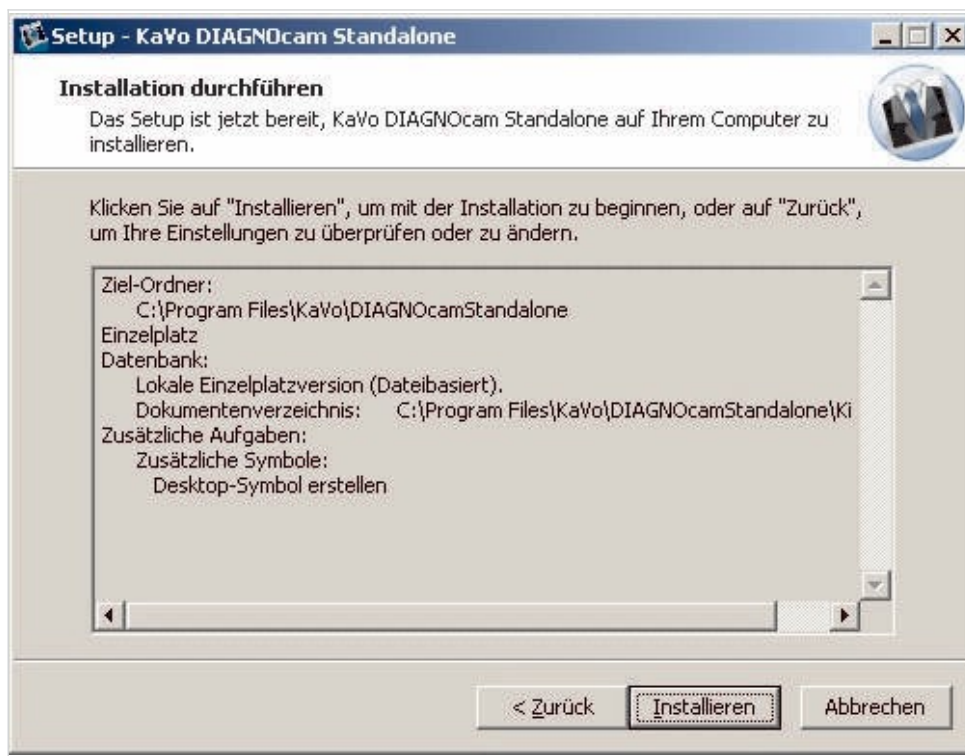 Setup - KaVo DIAGNOcam Standalone
Installation durchführen
Das Setup ist jetzt bereit, KaVo DIAGNOcam Standalone auf Ihrem Computer zu
installieren.
Klicken Sie auf "Installieren", um mit der Installation zu beginnen, oder auf "Zurück",
um Ihre Einstellungen zu überprüfen oder zu ändern.
Ziel-Ordner:
C:\Program Files\KaVo\DIAGNOcamStandalone
Einzelplatz
Datenbank:
Lokale Einzelplatzversion (Dateibasiert).
Dokumentenverzeichnis: C:\Program Files\KaVo\DIAGNOcamStandalone\Ki
Zusätzliche Aufgaben:
Zusätzliche Symbole:
Desktop-Symbol erstellen
< Zurück Installieren Abbrechen